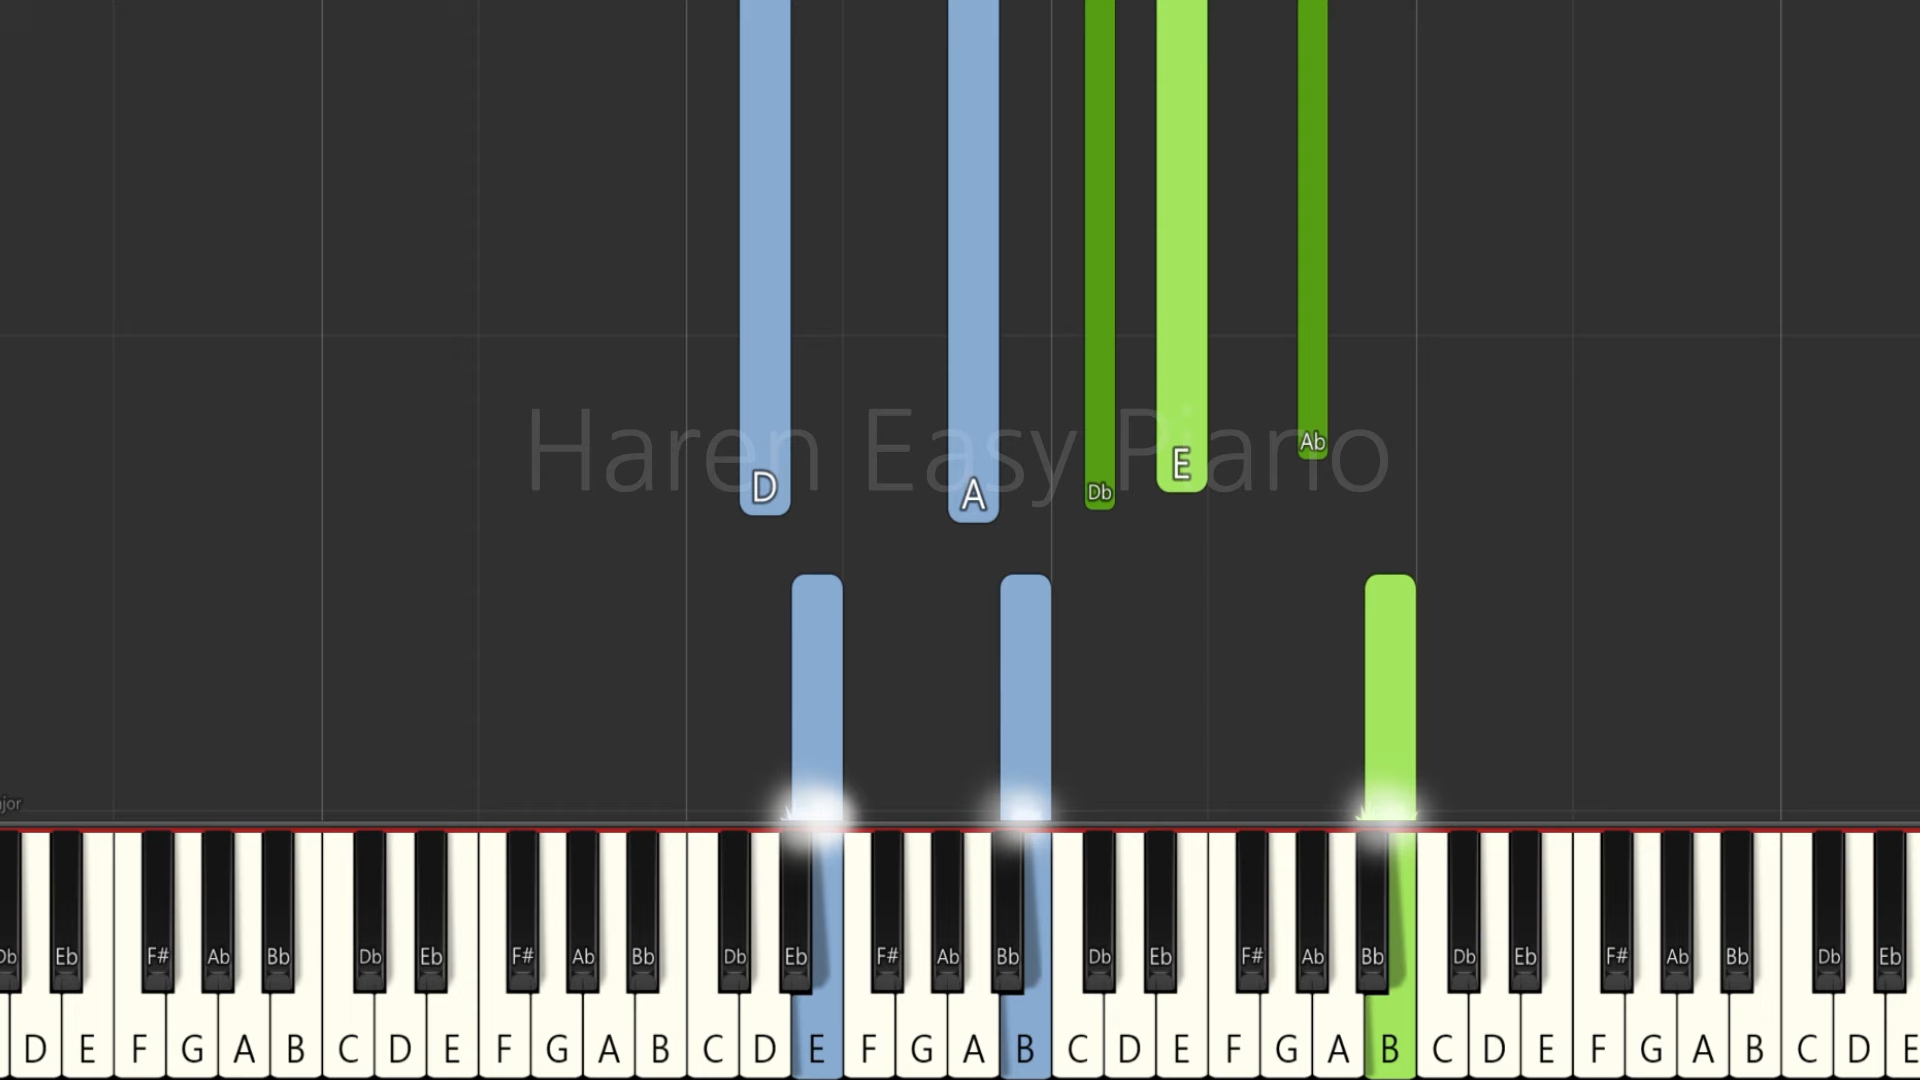 Haren Easy Piano
Ab
E
D
A
Db
jor
Db Eb F# Ab Bb Db Eb F# Ab Bb Db Eb F# Ab Bb Db Eb F# Ab Bb Db Eb F# Ab Bb Db Eb
D E F G A B C D E F G A B C D E F G A B C D E F G A B C D E F G A B C D E